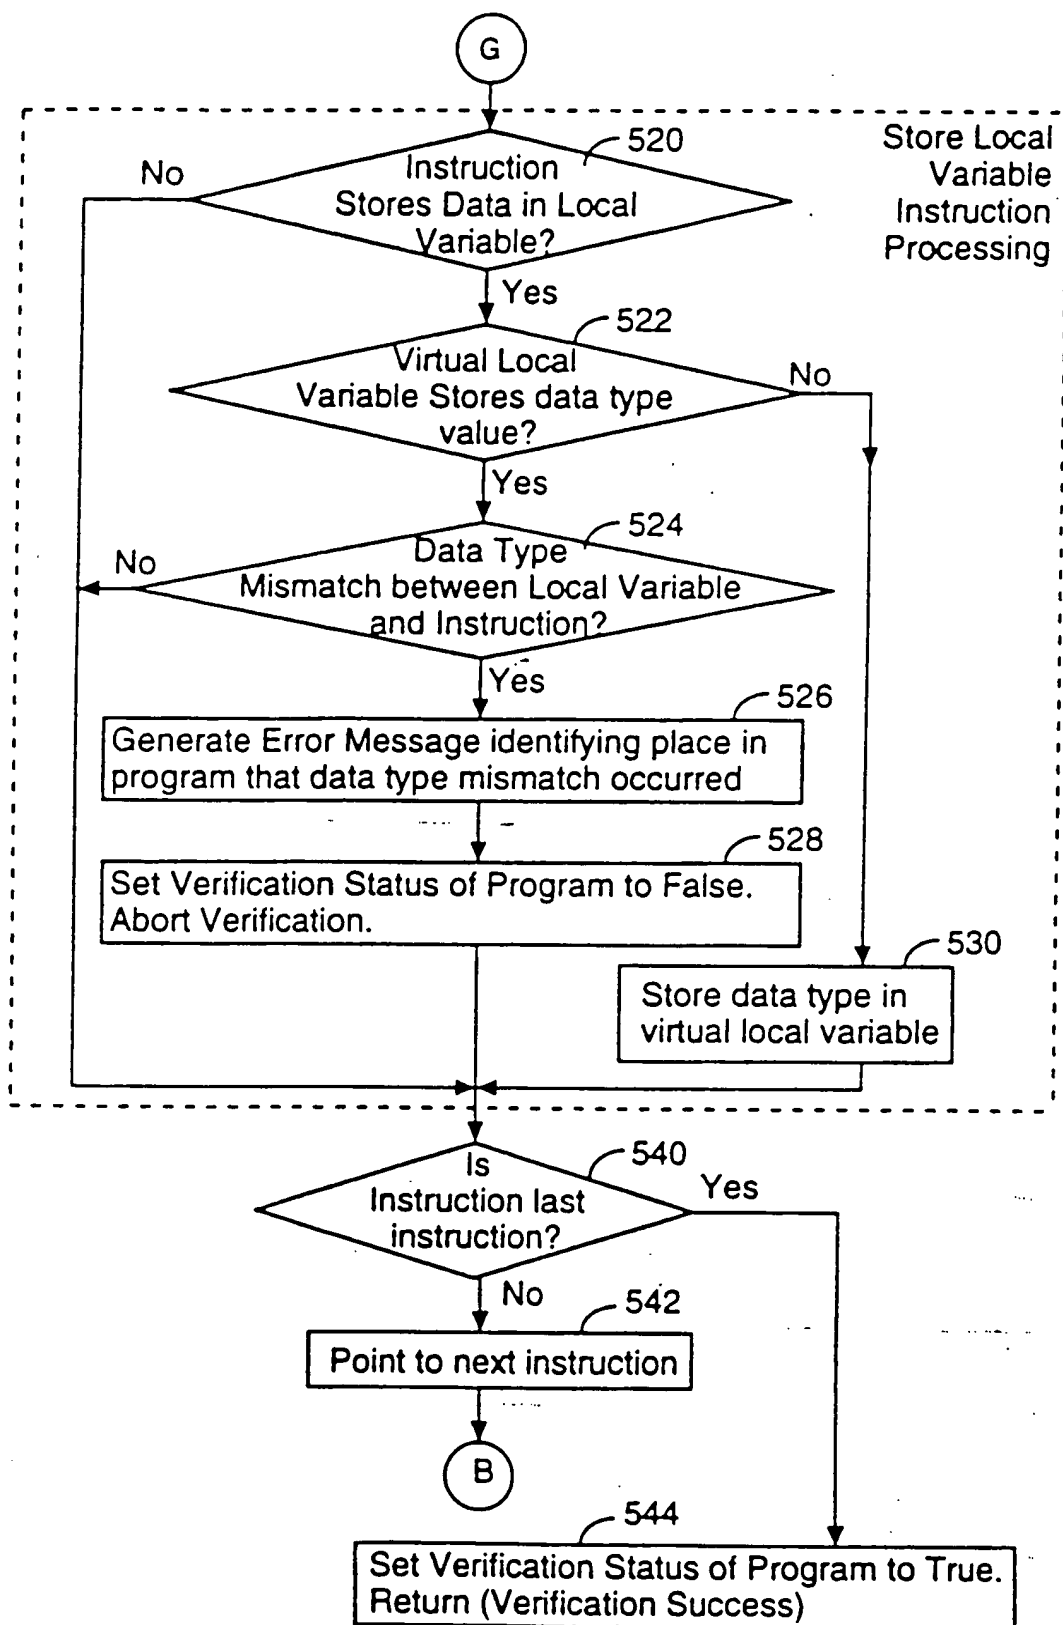 G
520
Store Local
Variable
Instruction
Processing
No
Instruction
Stores Data in Local
Variable?
Yes
522
Virtual Local
Variable Stores data type
value?
No
Yes
524
No
Data Type
Mismatch between Local Variable
and Instruction?
Yes
526
Generate Error Message identifying place in
program that data type mismatch occurred
528
Set Verification Status of Program to False.
Abort Verification.
530
Store data type in
virtual local variable
540
Is
Instruction last
instruction?
Yes
No
542
Point to next instruction
B
544
Set Verification Status of Program to True.
Return (Verification Success)